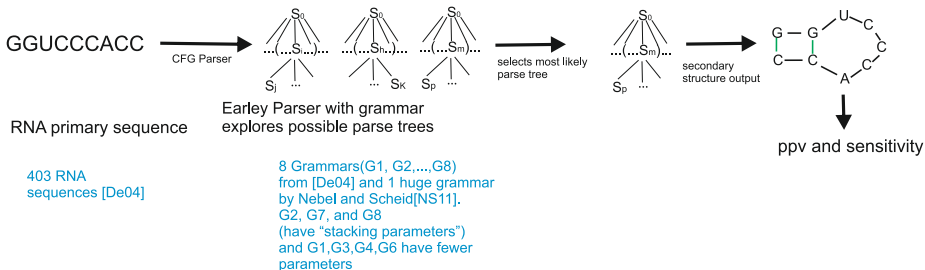 GGUCCCACC
CFG Parser
S0
....(...Si...)....
Sj ...
S0
....(...Sh...)....
... SK
S0
....(...Sm)....
Sp ...
selects most likely
parse tree
S0
....(...Sm)....
Sp ...
secondary
structure output
G G U C C C A C C
RNA primary sequence
Earley Parser with grammar
explores possible parse trees
ppv and sensitivity
403 RNA
sequences [De04]
8 Grammars(G1, G2,...,G8)
from [De04] and 1 huge grammar
by Nebel and Scheid[NS11].
G2, G7, and G8
(have “stacking parameters”)
and G1,G3,G4,G6 have fewer
parameters